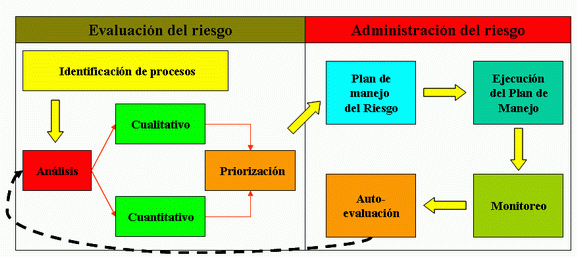 Evaluación del riesgo
Administración del riesgo
Identificación de procesos
Análisis
Cualitativo
Cuantitativo
Priorización
Plan de
manejo
del Riesgo
Ejecución
del Plan de
Manejo
Monitoreo
Auto-
evaluación